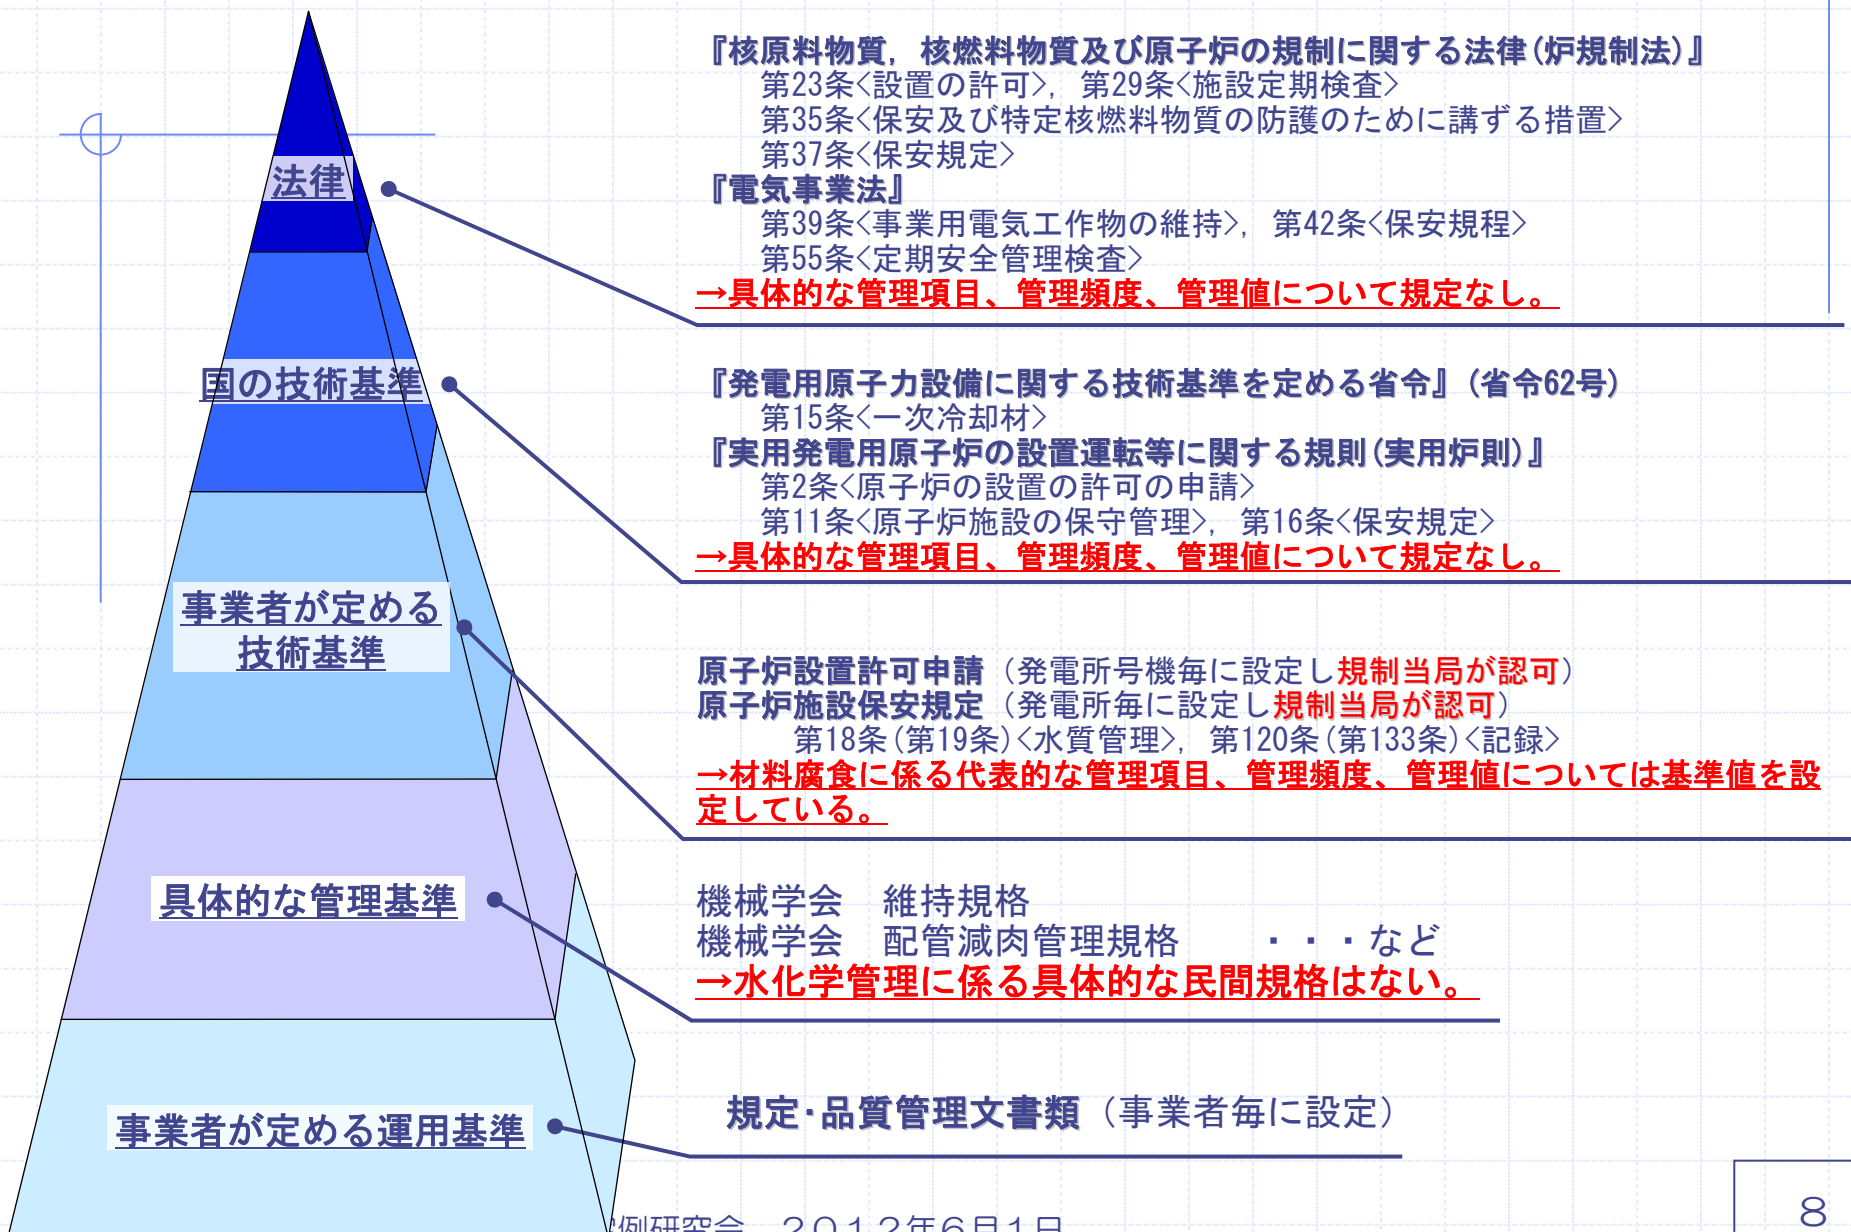 『核原料物質，核燃料物質及び原子炉の規制に関する法律(炉規制法)』
第23条<設置の許可>，第29条<施設定期検査>
第35条<保安及び特定核燃料物質の防護のために講ずる措置>
第37条<保安規定>
『電気事業法』
第39条<事業用電気工作物の維持>，第42条<保安規程>
第55条<定期安全管理検査>
→具体的な管理項目、管理頻度、管理値について規定なし。
法律
国の技術基準
『発電用原子力設備に関する技術基準を定める省令』(省令62号)
第15条<一次冷却材>
『実用発電用原子炉の設置運転等に関する規則(実用炉則)』
第2条<原子炉の設置の許可の申請>
第11条<原子炉施設の保守管理>，第16条<保安規定>
→具体的な管理項目、管理頻度、管理値について規定なし。
事業者が定める
技術基準
原子炉設置許可申請（発電所号機毎に設定し規制当局が認可）
原子炉施設保安規定（発電所毎に設定し規制当局が認可）
第18条(第19条)<水質管理>，第120条(第133条)<記録>
→材料腐食に係る代表的な管理項目、管理頻度、管理値については基準値を設
定している。
具体的な管理基準
機械学会　維持規格
機械学会　配管減肉管理規格　　・・・など
→水化学管理に係る具体的な民間規格はない。
事業者が定める運用基準
規定･品質管理文書類（事業者毎に設定）
例研究会　２０１２年６月１日
8